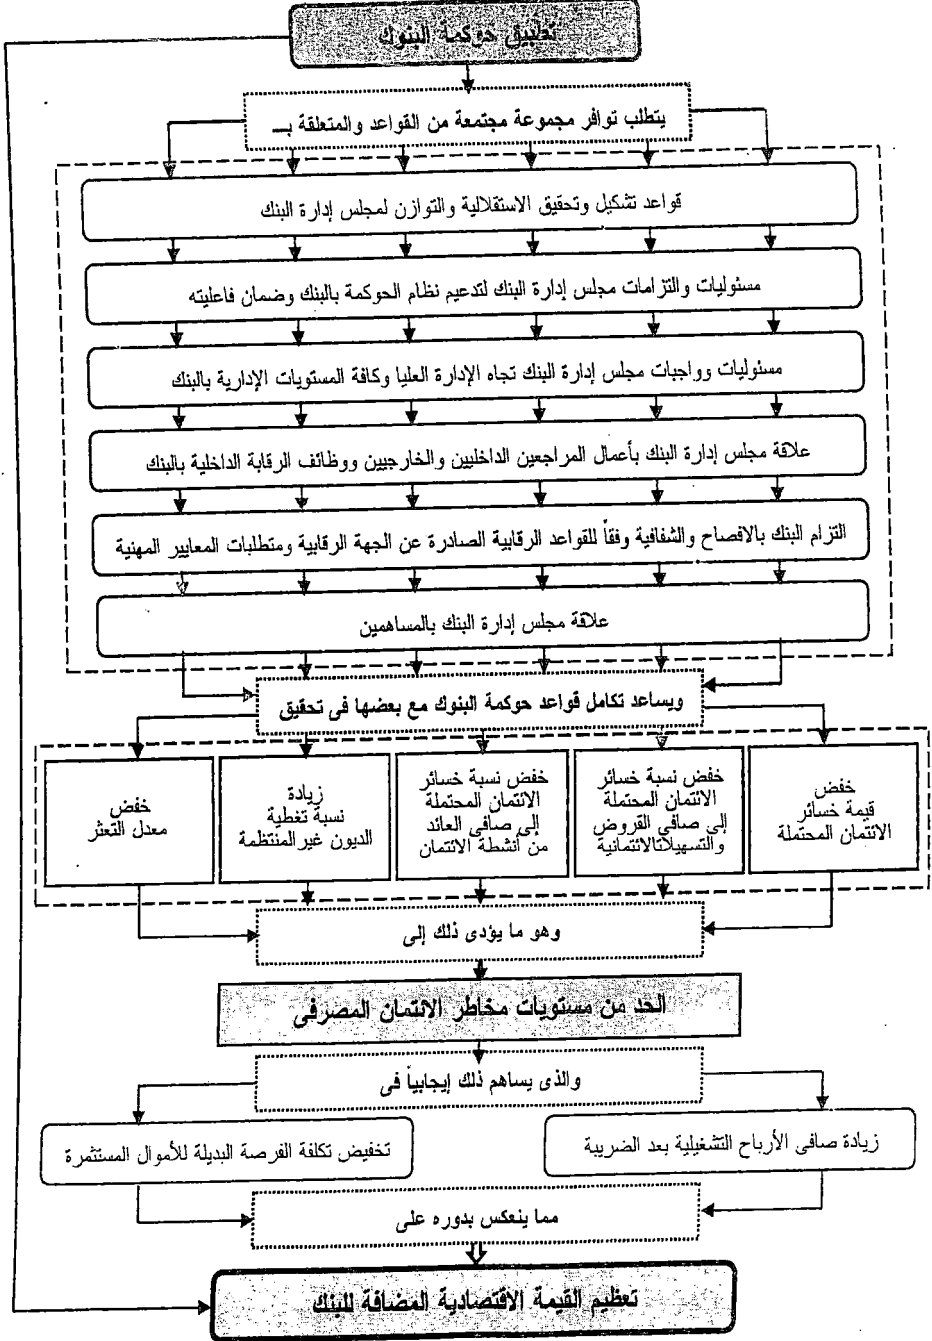 تطبيق حوكمة البنوك
يتطلب توافر مجموعة مجتمعة من القواعد والمتعلقة بـــ
قواعد تشكيل وتحقيق الاستقلالية والتوازن لمجلس إدارة البنك
مسئوليات والتزامات مجلس إدارة البنك لتدعيم نظام الحوكمة بالبنك وضمان فاعليته
مسئوليات وواجبات مجلس إدارة البنك تجاه الإدارة العليا وكافة المستويات الإدارية بالبنك
علاقة مجلس إدارة البنك بأعمال المراجعين الداخليين والخارجيين ووظائف الرقابة الداخلية بالبنك
التزام البنك بالافصاح والشفافية وفقاً للقواعد الرقابية الصادرة عن الجهة الرقابية ومتطلبات المعايير المهنية
علاقة مجلس إدارة البنك بالمساهمين
ويساعد تكامل قواعد حوكمة البنوك مع بعضها فى تحقيق
خفض
قيمة خسائر
الائتمان المحتملة
خفض نسبة خسائر
الائتمان المحتملة
إلى صافى القروض
والتسهيلاتالائتمانية
خفض نسبة خسائر
الائتمان المحتملة
إلى صافى العائد
من أنشطة الائتمان
زيادة
نسبة تغطية
الديون غير المنتظمة
خفض
معدل التعثر
وهو ما يؤدى ذلك إلى
الحد من مستويات مخاطر الائتمان المصرفى
والذى يساهم ذلك إيجابياً فى
زيادة صافى الأرباح التشغيلية بعد الضريبة
تخفيض تكلفة الفرصة البديلة للأموال المستثمرة
مما ينعكس بدوره على
تعظيم القيمة الاقتصادية المضافة للبنك